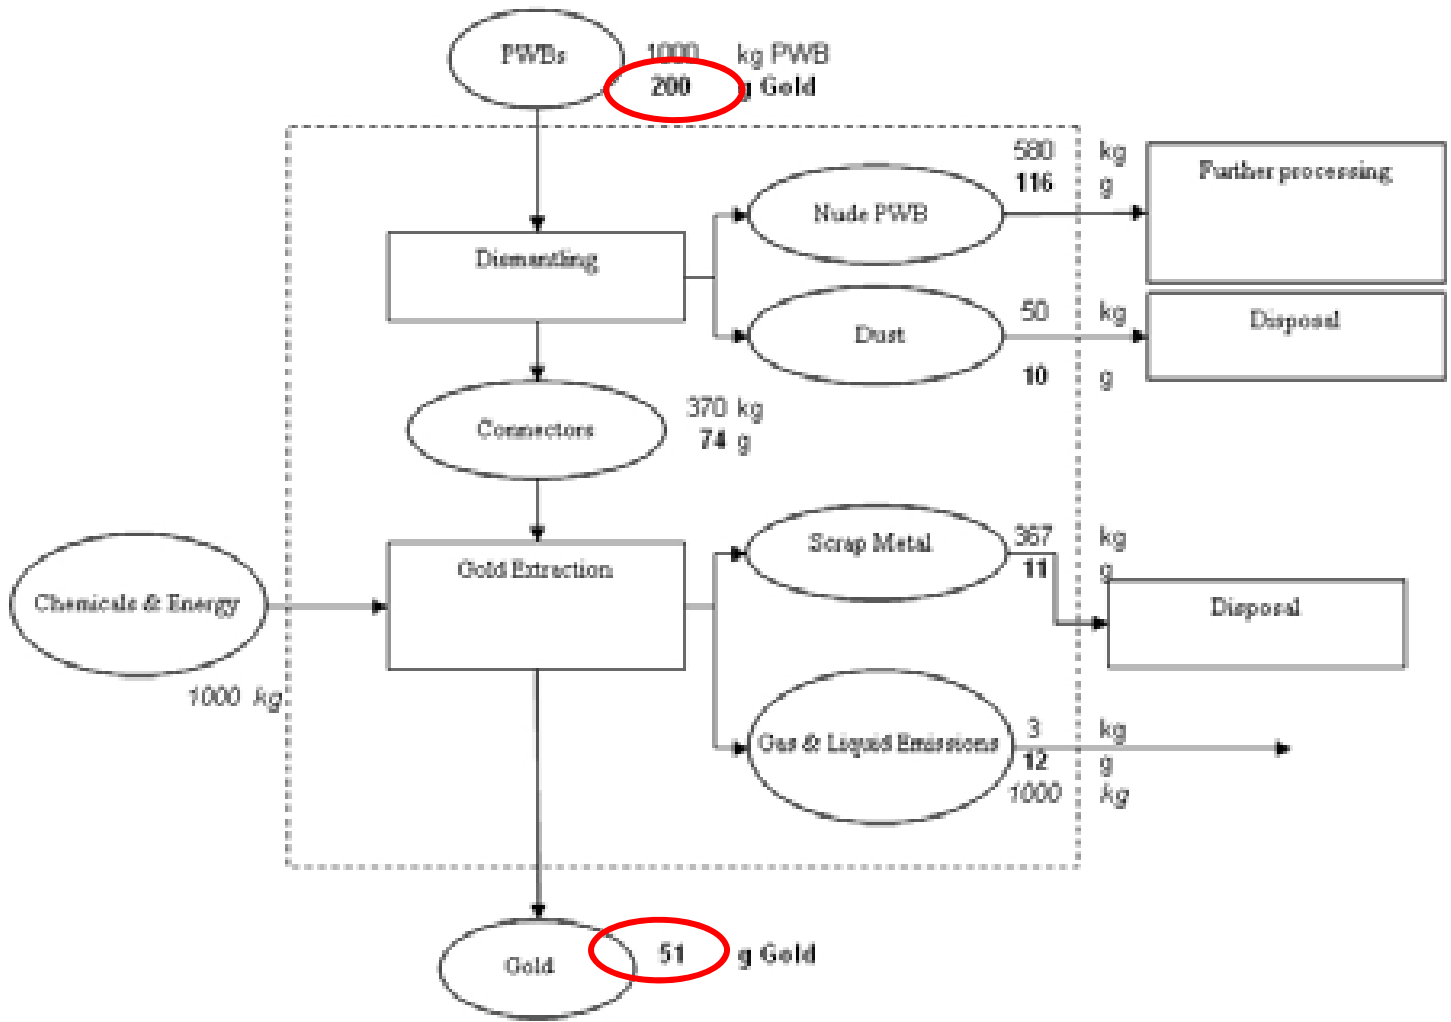 PWBs
1000 kg PWB
200 g Gold
580 kg
116 g
Further processing
Nude PWB
Dismantling
50 kg
Disposal
Dust
10 g
370 kg
Connectors
74 g
Scrap Metal
367 kg
11 g
Gold Extraction
Chemicals & Energy
Disposal
1000 kg
Gas & Liquid Emissions
3 kg
12 g
1000 kg
51 g Gold
Gold